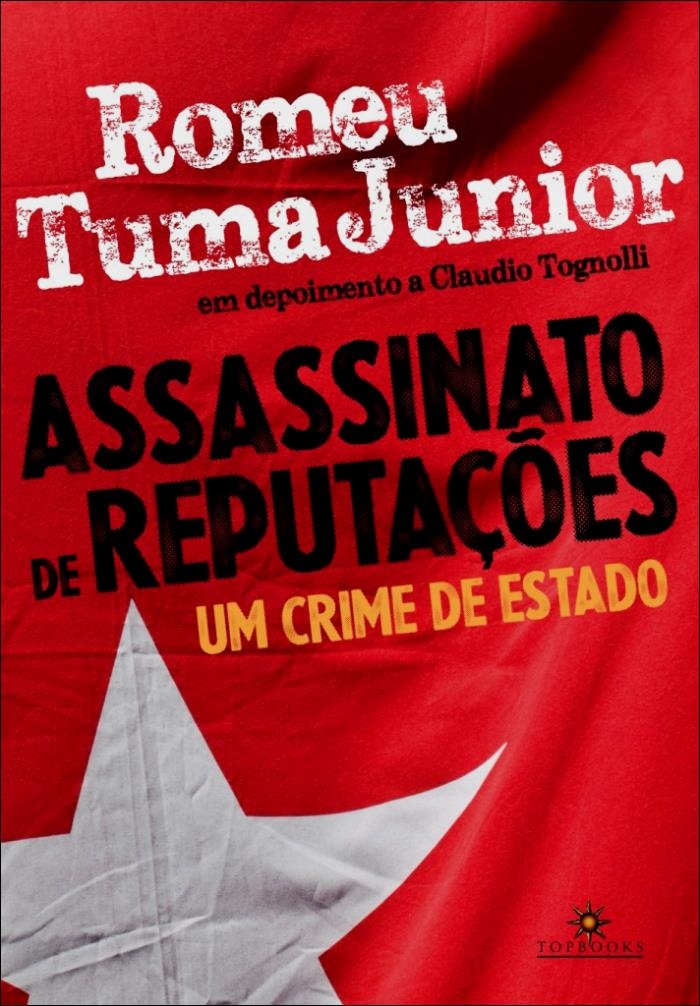 Romeu
Tuma Junior
em depoimento a Claudio Tognolli
ASSASSINATO
DE REPUTAÇÕES
UM CRIME DE ESTADO
TOPBOOKS